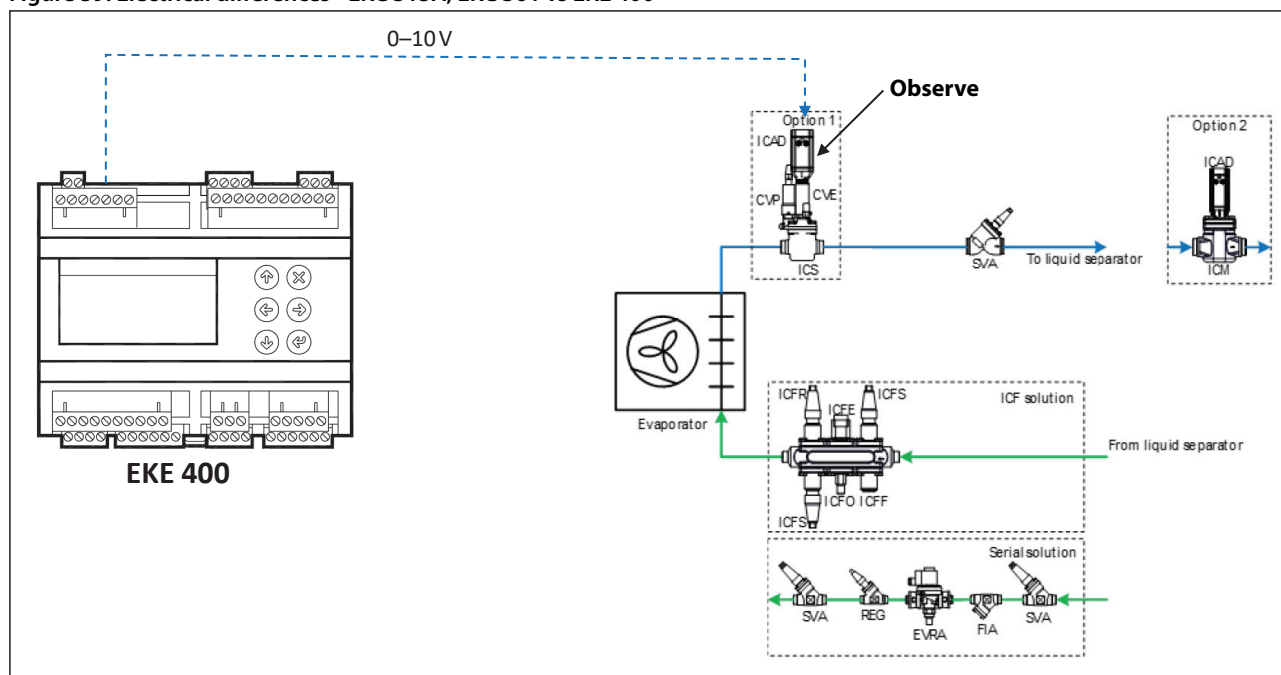 0–10 V
Observe
Option 1
ICAD
CVP
CVE
ICS
SVA
To liquid separator
Option 2
ICAD
ICM
Evaporator
ICFR
ICFS
ICFE
ICF solution
From liquid separator
ICFO
ICFF
ICFS
Serial solution
SVA
REG
EVRA
FIA
SVA
EKE 400